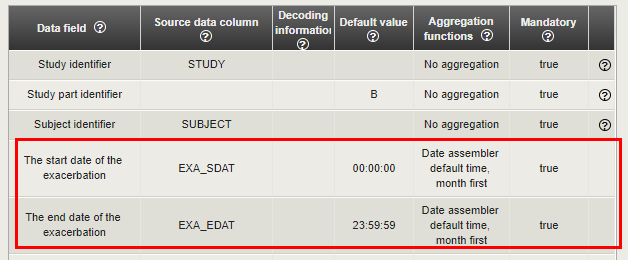 Data field ?
Source data column ?
Decoding information ?
Default value ?
Aggregation functions ?
Mandatory ?
Study identifier STUDY No aggregation true ?
Study part identifier B No aggregation true ?
Subject identifier SUBJECT No aggregation true ?
The start date of the exacerbation EXA_SDAT 00:00:00 Date assembler default time, month first true
The end date of the exacerbation EXA_EDAT 23:59:59 Date assembler default time, month first true